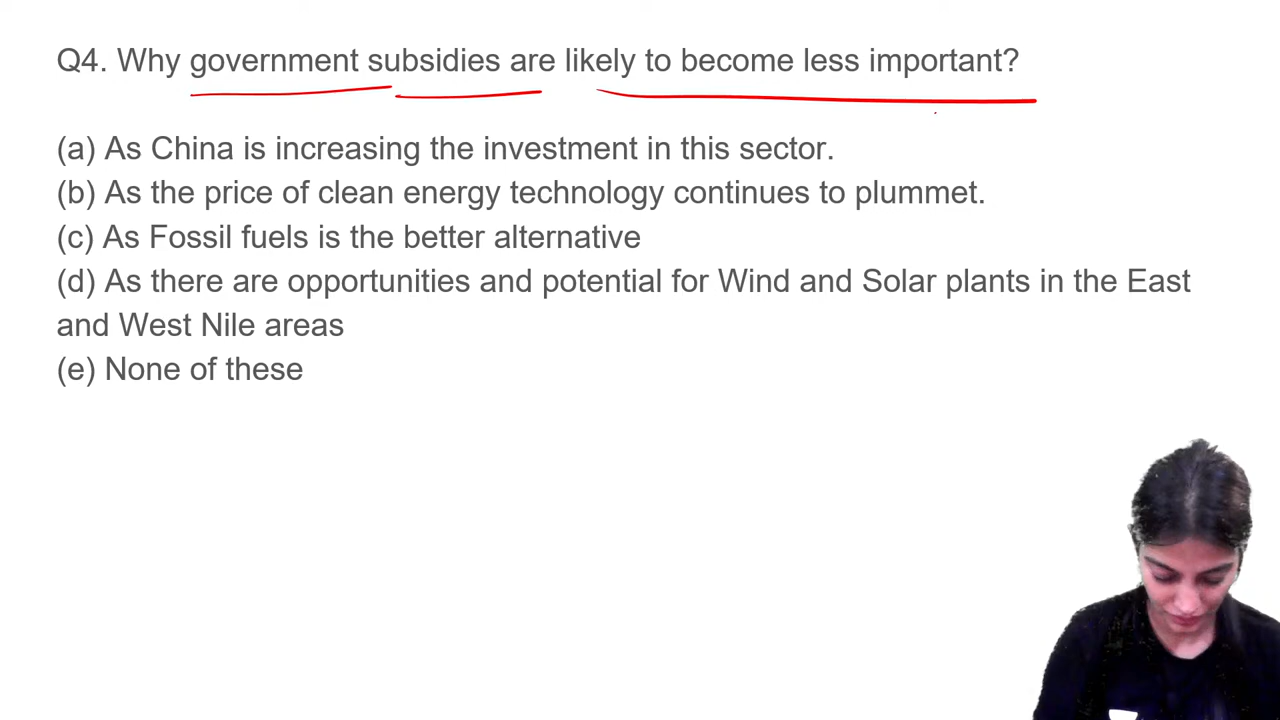 Q4. Why government subsidies are likely to become less important?
(a) As China is increasing the investment in this sector.
(b) As the price of clean energy technology continues to plummet.
(c) As Fossil fuels is the better alternative
(d) As there are opportunities and potential for Wind and Solar plants in the East
and West Nile areas
(e) None of these